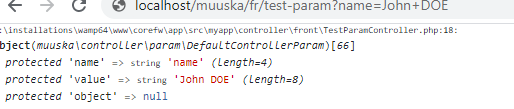 localhost/muuska/fr/test-param?name=John+DOE
:\installations\wamp64\www\corefw\app\src\myapp\controller\front\TestParamController.php:18:
bject(muuska\controller\param\DefaultControllerParam)[66]
protected 'name' => string 'name' (length=4)
protected 'value' => string 'John DOE' (length=8)
protected 'object' => null